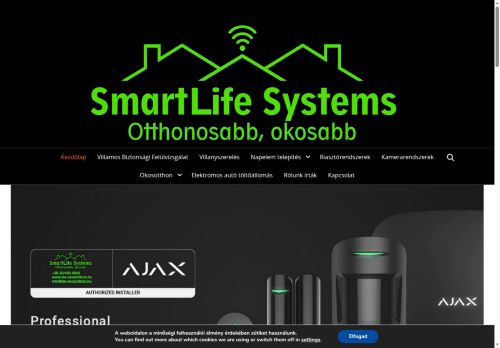 SmartLife Systems
Otthonosabb, okosabb
Kezdőlap Villamos Biztonsági Felülvizsgálat Villanyszerelés Napelem telepítés Riasztórendszerek Kamerarendszerek
Okosotthon Elektromos autó töltőállomás Rólunk írták Kapcsolat
SmartLife Systems
AJAX
AUTHORIZED INSTALLER
AJAX
Professional
A weboldalon a minőségi felhasználói élmény érdekében sütiket használunk.
You can find out more about which cookies we are using or switch them off in settings.
Elfogad